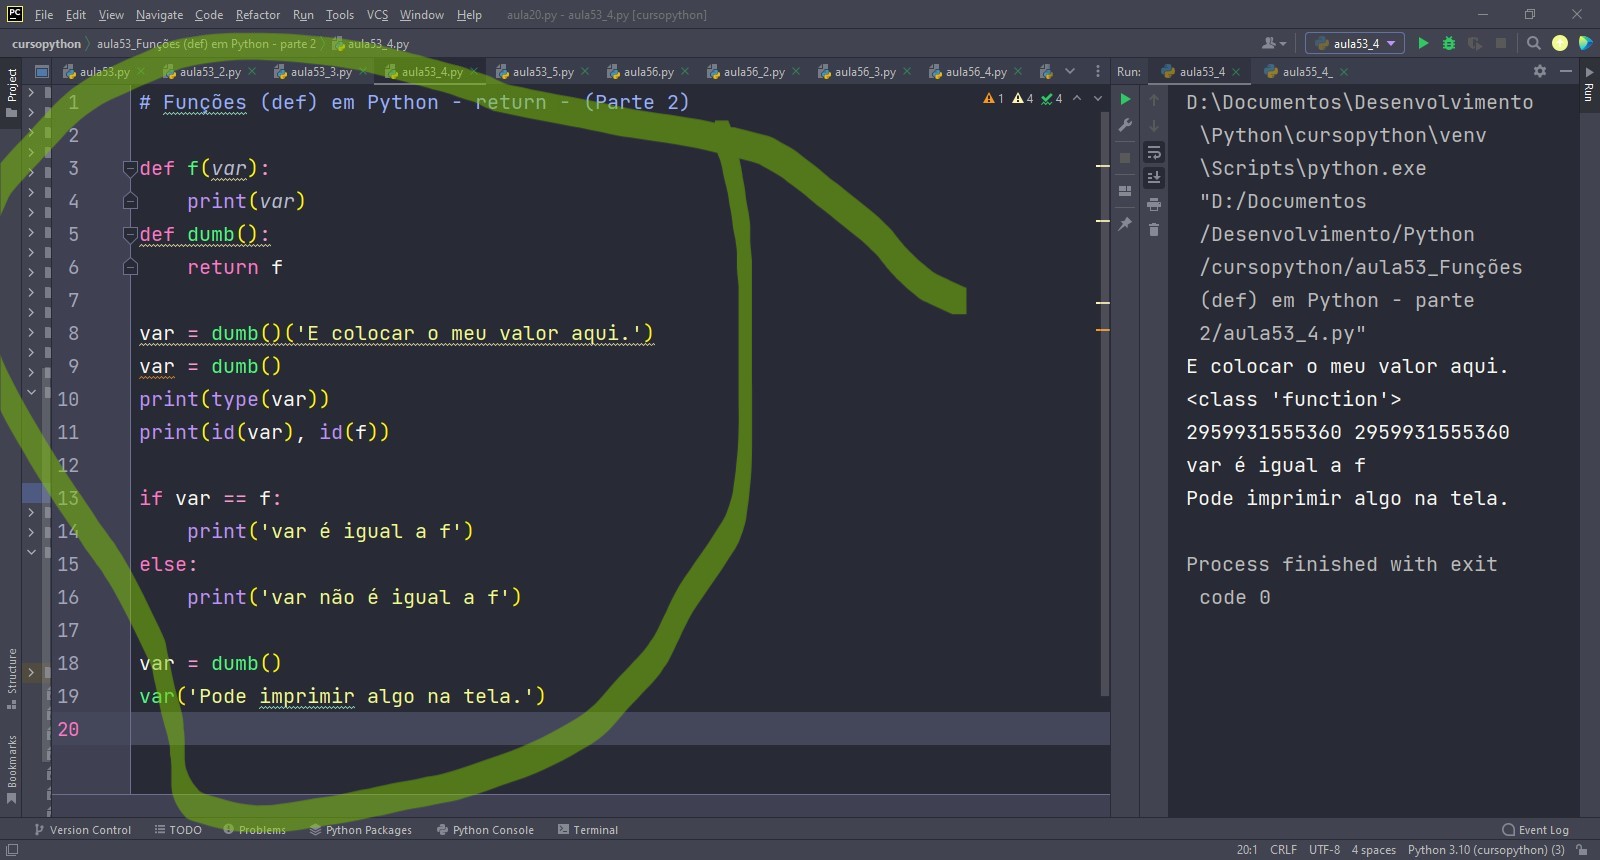 PC File Edit View Navigate Code Refactor Run Tools VCS Window Help aula20.py - aula53_4.py [cursopython]
cursopython aula53_Funções (def) em Python - parte 2 aula53_4.py aula53_4
aula53.py aula53_2.py aula53_3.py aula53_4.py aula53_5.py aula56.py aula56_2.py aula56_3.py aula56_4.py
Project
Structure
Bookmarks
1 # Funções (def) em Python - return - (Parte 2)
2
3 def f(var):
4     print(var)
5 def dumb():
6     return f
7
8 var = dumb()('E colocar o meu valor aqui.')
9 var = dumb()
10 print(type(var))
11 print(id(var), id(f))
12
13 if var == f:
14     print('var é igual a f')
15 else:
16     print('var não é igual a f')
17
18 var = dumb()
19 var('Pode imprimir algo na tela.')
20
1 4 4
Run: aula53_4 aula55_4_
Run
D:\Documentos\Desenvolvimento
\Python\cursopython\venv
\Scripts\python.exe
"D:/Documentos
/Desenvolvimento/Python
/cursopython/aula53_Funções
(def) em Python - parte
2/aula53_4.py"
E colocar o meu valor aqui.
<class 'function'>
2959931555360 2959931555360
var é igual a f
Pode imprimir algo na tela.
Process finished with exit
code 0
Version Control TODO Problems Python Packages Python Console Terminal Event Log
20:1 CRLF UTF-8 4 spaces Python 3.10 (cursopython) (3)